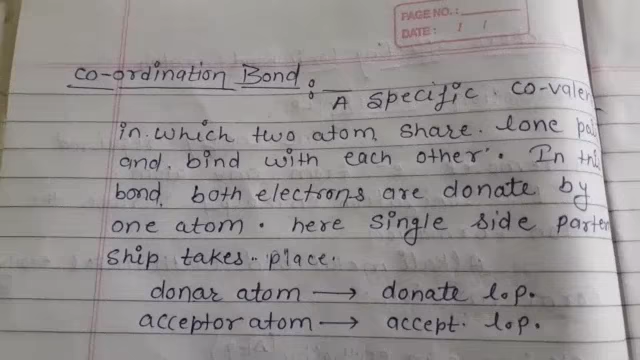 PAGE NO.:
DATE: / /
co-ordination Bond :
A specific. co-valen
in. which two atom share. lone pai
and. bind with each other. In thi
bond, both electrons are donate by
one atom. here single side parten
ship takes. place.
donar atom → donate l.p.
acceptor atom → accept. l.p.